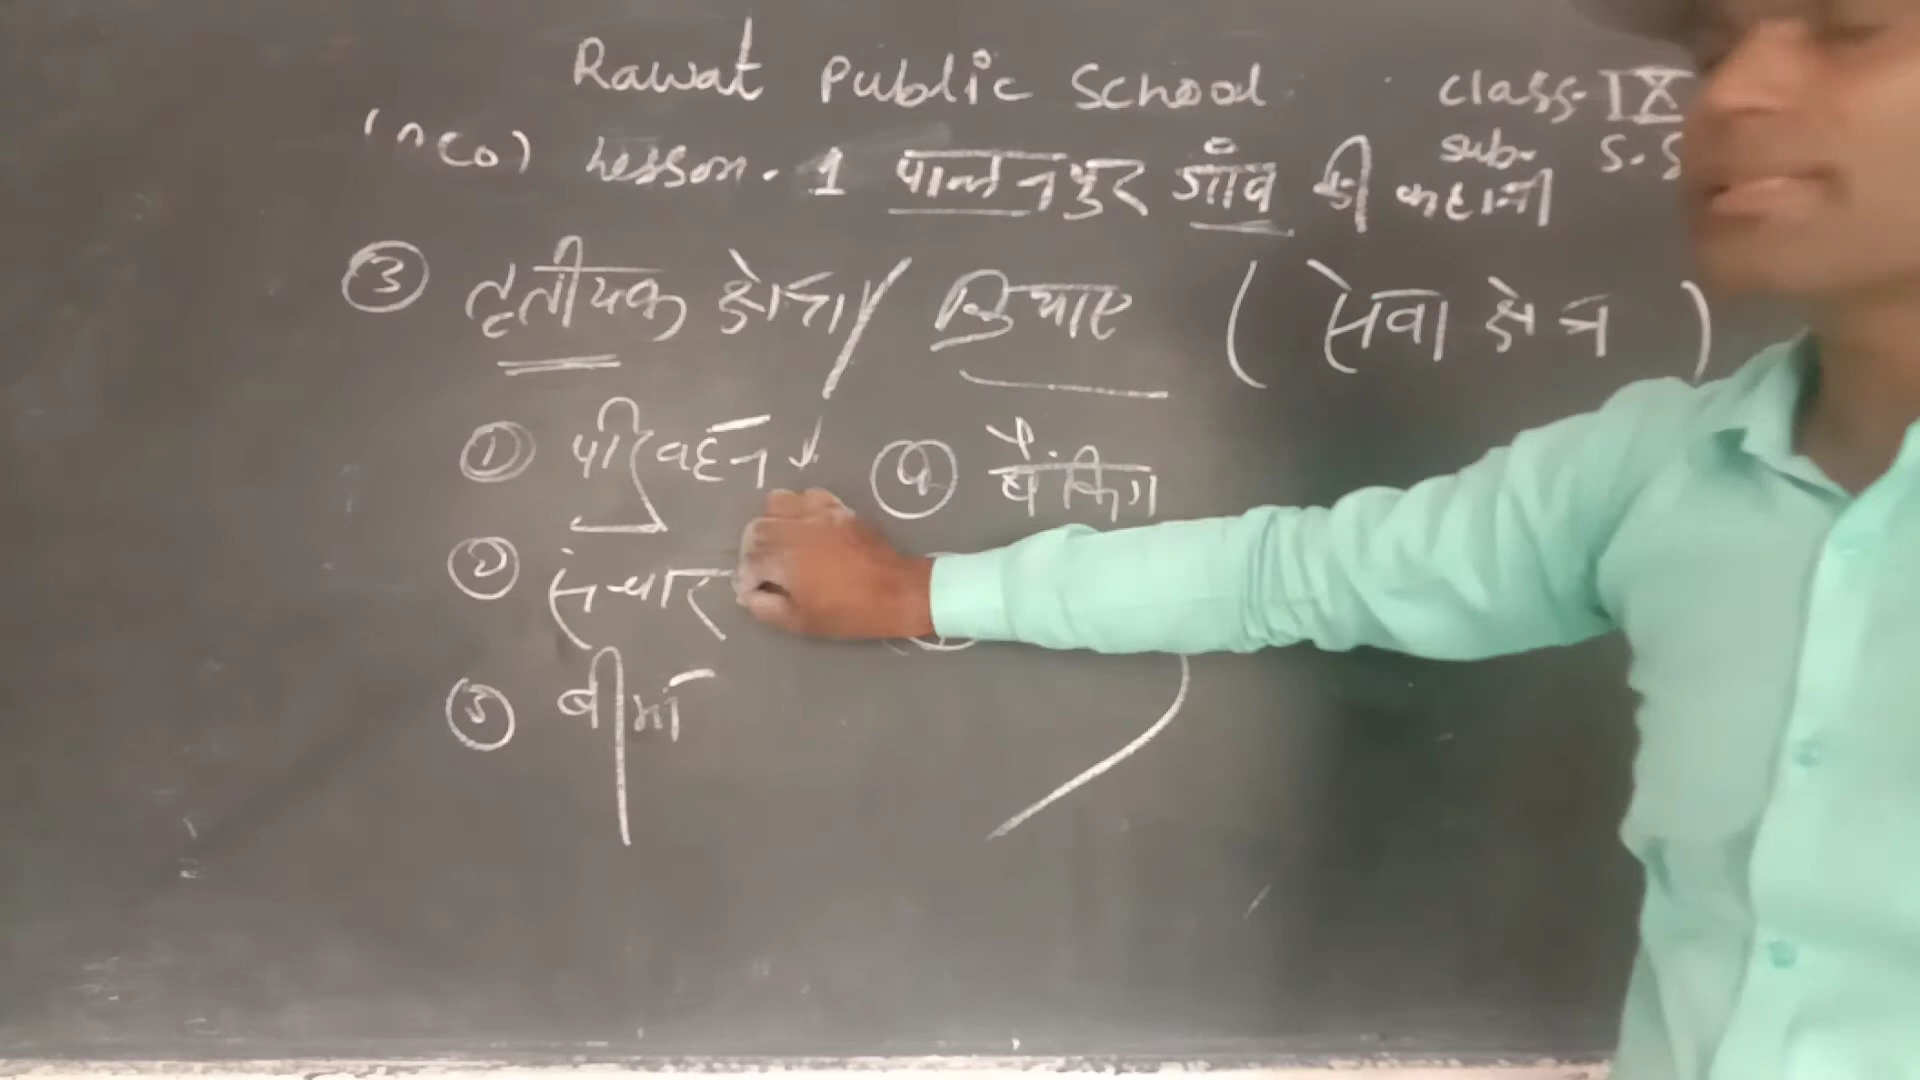 Rawat Public School
class- IX
(eco) Lesson - 1 पालनपुर गाँव की कहानी
sub- S.S
③ तृतीयक क्षेत्र / क्रियाए ( सेवा क्षेत्र )
① परिवहन
② संचार
③ बीमा
④ बैंकिंग